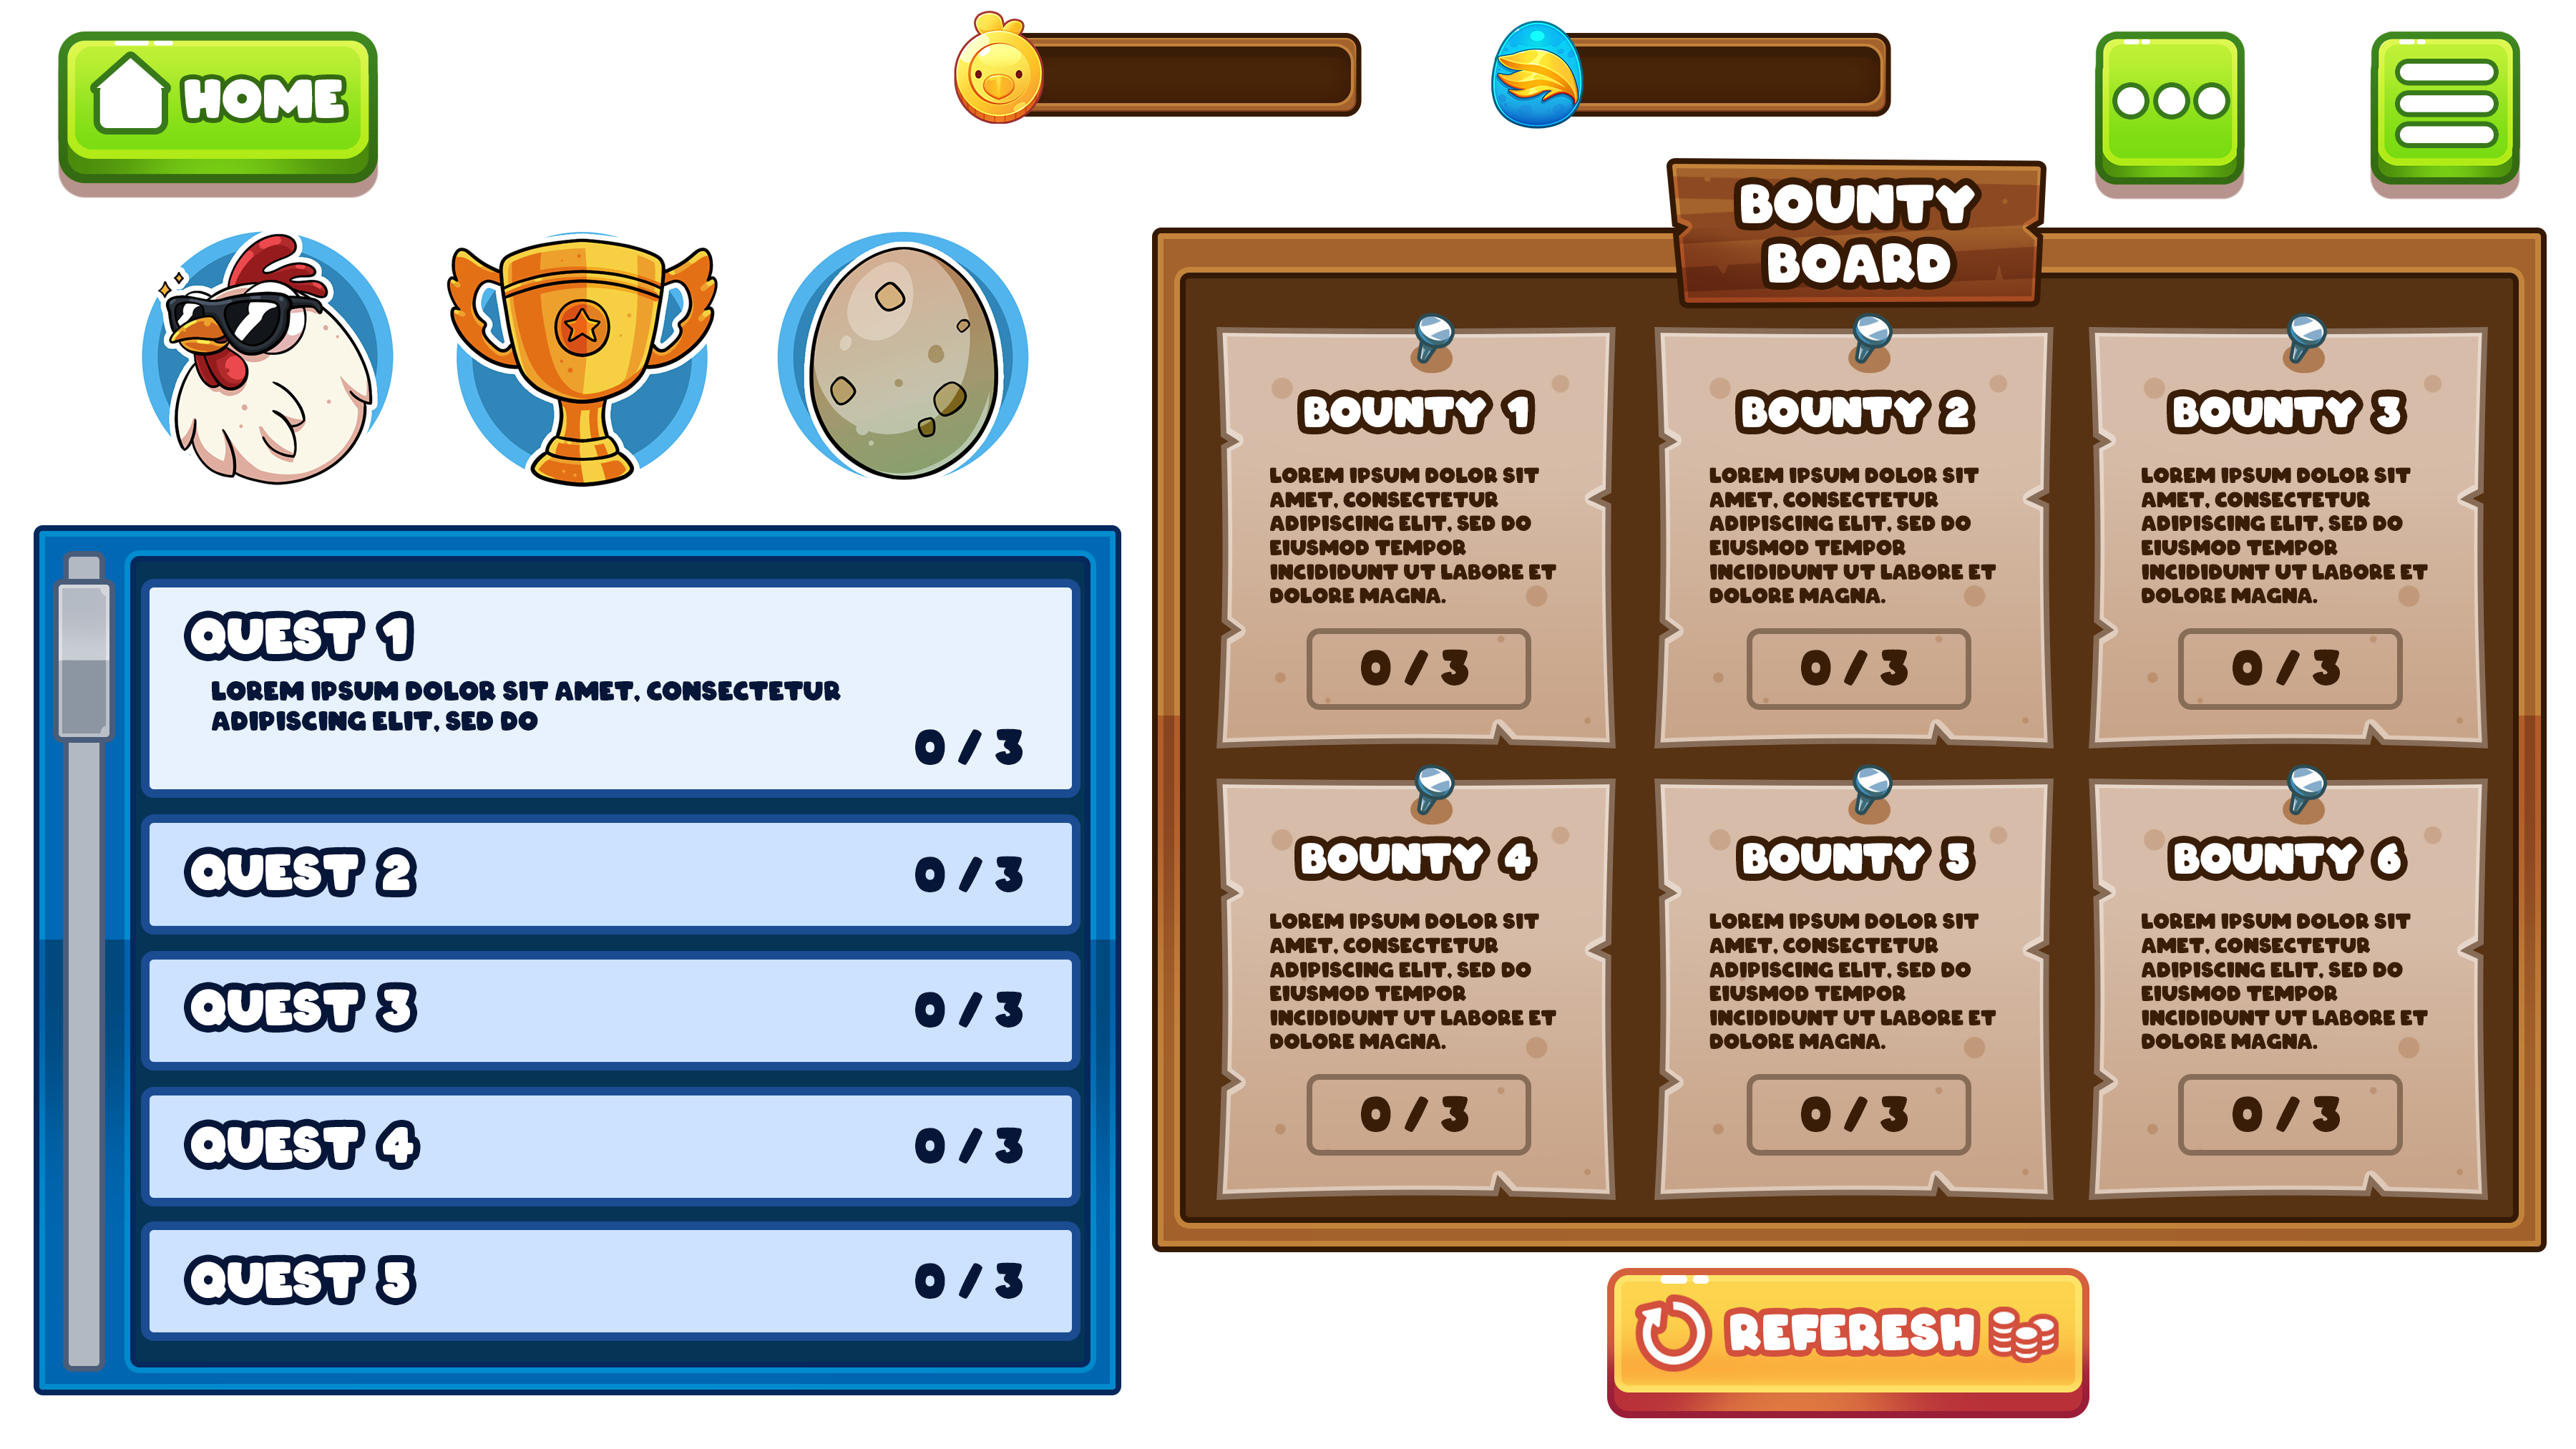 HOME
BOUNTY
BOARD
QUEST 1
LOREM IPSUM DOLOR SIT AMET, CONSECTETUR
ADIPISCING ELIT, SED DO
0 / 3
QUEST 2
0 / 3
QUEST 3
0 / 3
QUEST 4
0 / 3
QUEST 5
0 / 3
BOUNTY 1
LOREM IPSUM DOLOR SIT
AMET, CONSECTETUR
ADIPISCING ELIT, SED DO
EIUSMOD TEMPOR
INCIDIDUNT UT LABORE ET
DOLORE MAGNA.
0 / 3
BOUNTY 2
LOREM IPSUM DOLOR SIT
AMET, CONSECTETUR
ADIPISCING ELIT, SED DO
EIUSMOD TEMPOR
INCIDIDUNT UT LABORE ET
DOLORE MAGNA.
0 / 3
BOUNTY 3
LOREM IPSUM DOLOR SIT
AMET, CONSECTETUR
ADIPISCING ELIT, SED DO
EIUSMOD TEMPOR
INCIDIDUNT UT LABORE ET
DOLORE MAGNA.
0 / 3
BOUNTY 4
LOREM IPSUM DOLOR SIT
AMET, CONSECTETUR
ADIPISCING ELIT, SED DO
EIUSMOD TEMPOR
INCIDIDUNT UT LABORE ET
DOLORE MAGNA.
0 / 3
BOUNTY 5
LOREM IPSUM DOLOR SIT
AMET, CONSECTETUR
ADIPISCING ELIT, SED DO
EIUSMOD TEMPOR
INCIDIDUNT UT LABORE ET
DOLORE MAGNA.
0 / 3
BOUNTY 6
LOREM IPSUM DOLOR SIT
AMET, CONSECTETUR
ADIPISCING ELIT, SED DO
EIUSMOD TEMPOR
INCIDIDUNT UT LABORE ET
DOLORE MAGNA.
0 / 3
REFERESH